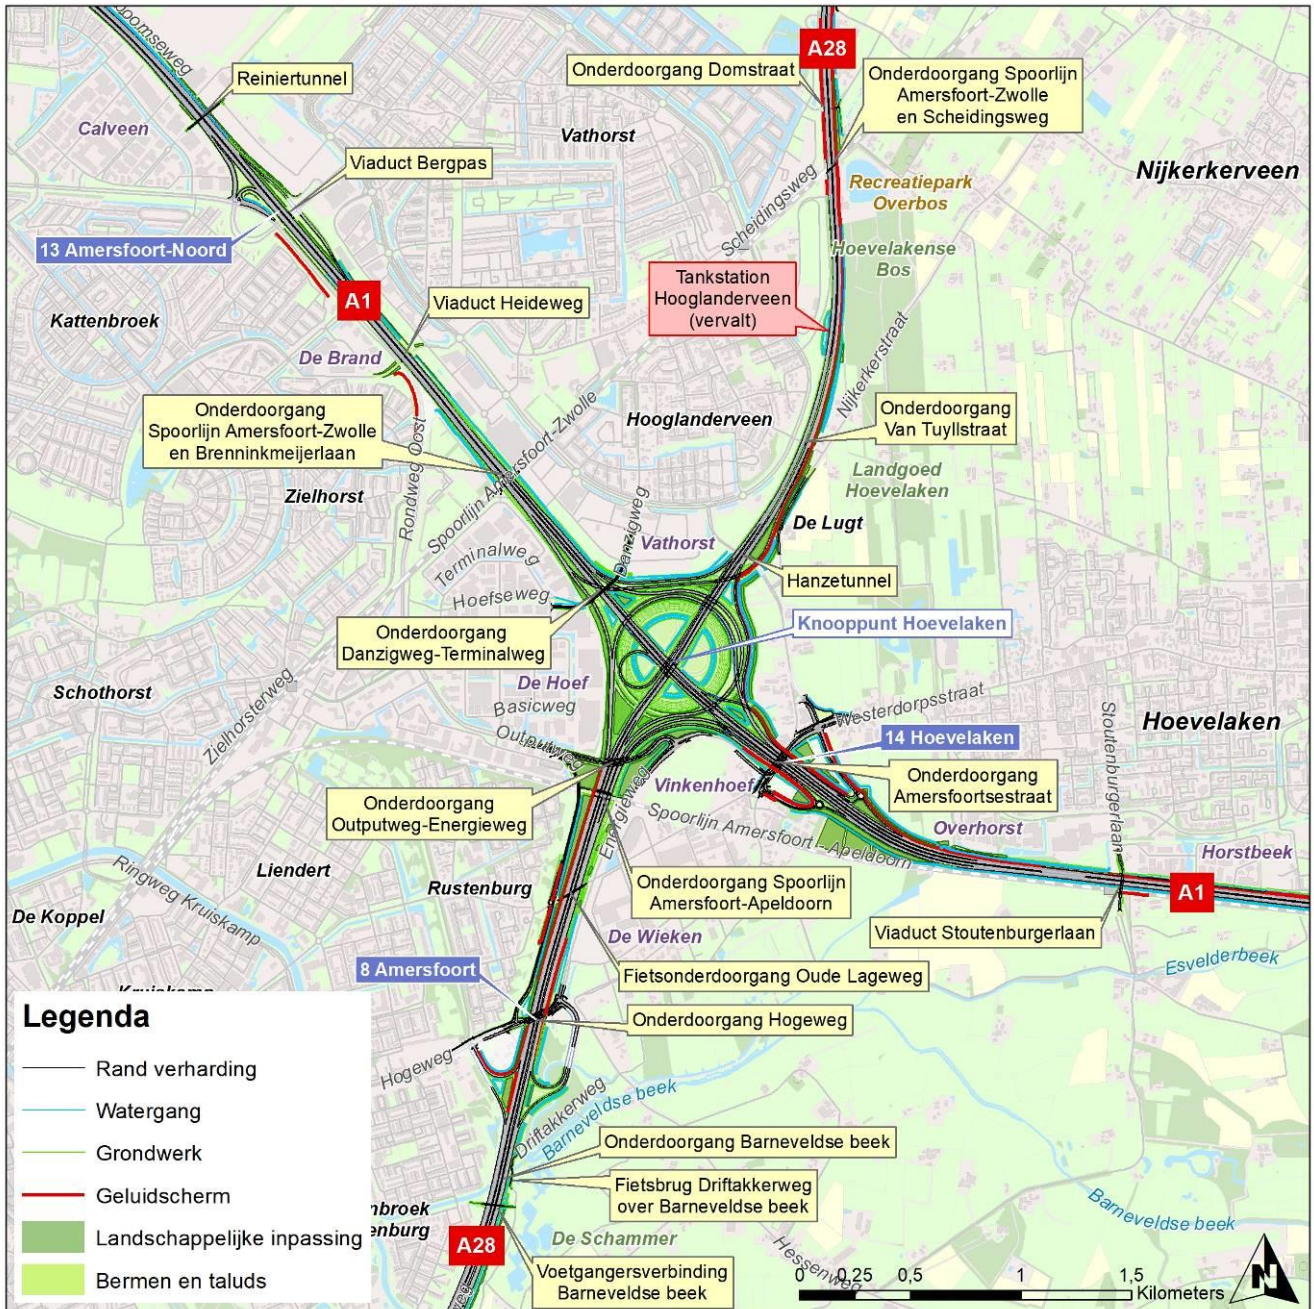 doornseweg
A28
Reiniertunnel
Onderdoorgang Domstraat
Onderdoorgang Spoorlijn
Amersfoort-Zwolle
en Scheidingsweg
Calveen
Vathorst
Viaduct Bergpas
Nijkerkerveen
Scheidingsweg
Recreatiepark
Overbos
13 Amersfoort-Noord
Hoevelakense
Bos
Tankstation
Hooglanderveen
(vervalt)
A1
Viaduct Heideweg
Kattenbroek
De Brand
Nijkerkerstraat
Onderdoorgang
Spoorlijn Amersfoort-Zwolle
en Brenninkmeijerlaan
Hooglanderveen
Onderdoorgang
Van Tuyllstraat
Rondweg Oost
Spoorlijn Amersfoort-Zwolle
Landgoed
Hoevelaken
Zielhorst
Danzigweg
De Lugt
Vathorst
Terminalweg
Hoefseweg
Hanzetunnel
Onderdoorgang
Danzigweg-Terminalweg
Knooppunt Hoevelaken
Schothorst
De Hoef
Basicweg
Zielhorsterweg
Westerdorpsstraat
Stoutenburgerlaan
Hoevelaken
Outputweg
14 Hoevelaken
Energieweg
Vinkenhoef
Onderdoorgang
Amersfoortsestraat
Onderdoorgang
Outputweg-Energieweg
Spoorlijn Amersfoort - Apeldoorn
Overhorst
Horstbeek
Ringweg Kruiskamp
Liendert
Rustenburg
Onderdoorgang Spoorlijn
Amersfoort-Apeldoorn
A1
De Koppel
De Wieken
Viaduct Stoutenburgerlaan
8 Amersfoort
Fietsonderdoorgang Oude Lageweg
Esvelderbeek
Kruiskamp
Onderdoorgang Hogeweg
Hogeweg
Driftakkerweg
Barneveldse beek
Onderdoorgang Barneveldse beek
Fietsbrug Driftakkerweg
over Barneveldse beek
Barneveldse beek
nbroek
enburg
A28
De Schammer
Hessenweg
Voetgangersverbinding
Barneveldse beek
weg
Legenda
Rand verharding
Watergang
Grondwerk
Geluidscherm
Landschappelijke inpassing
Bermen en taluds
0 0,25 0,5 1 1,5
Kilometers
N